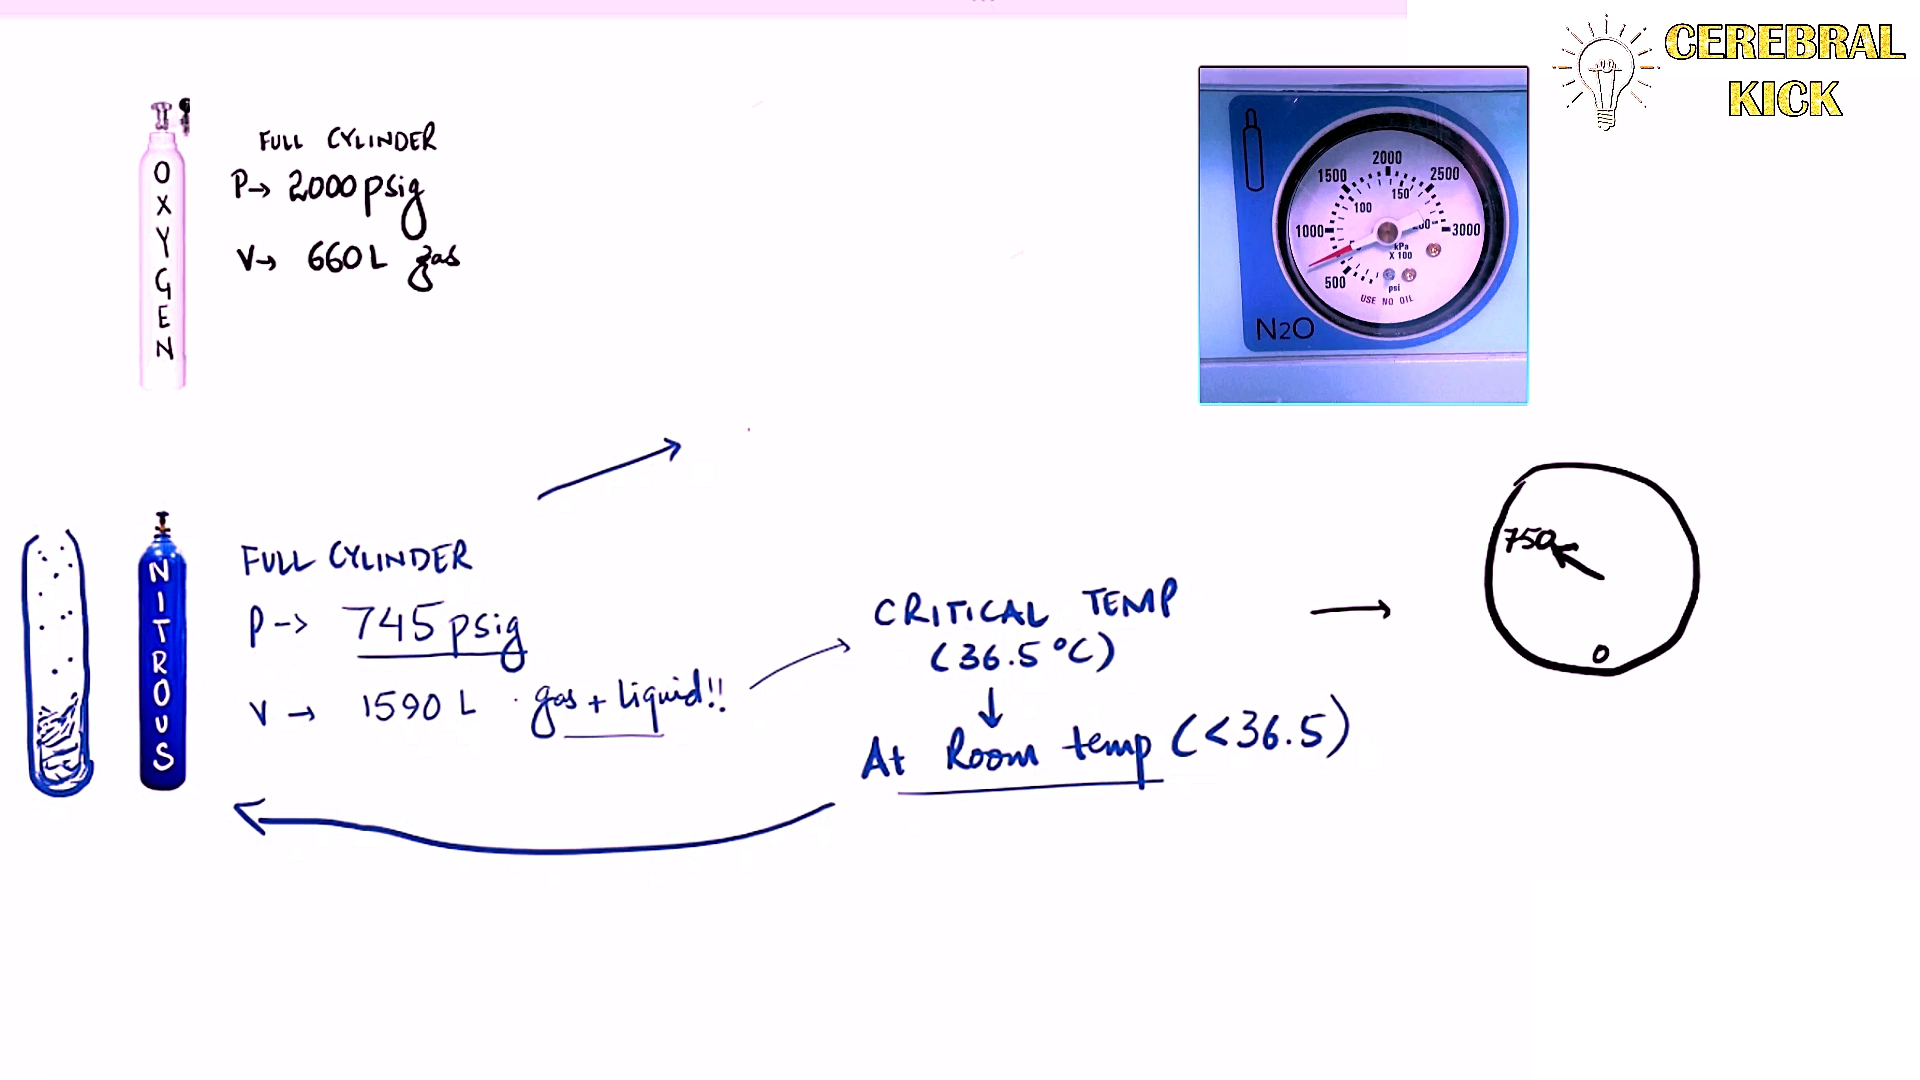 CEREBRAL
KICK
OXYGEN
FULL CYLINDER
P→ 2000 psig
V→ 660 L gas
2000
1500
2500
150
100
1000
3000
kPa
X 100
500
psi
USE NO OIL
N2O
NITROUS
FULL CYLINDER
P -> 745 psig
V → 1590 L . gas + Liquid!!
CRITICAL TEMP
(36.5°C)
↓
At Room temp (<36.5)
750
0